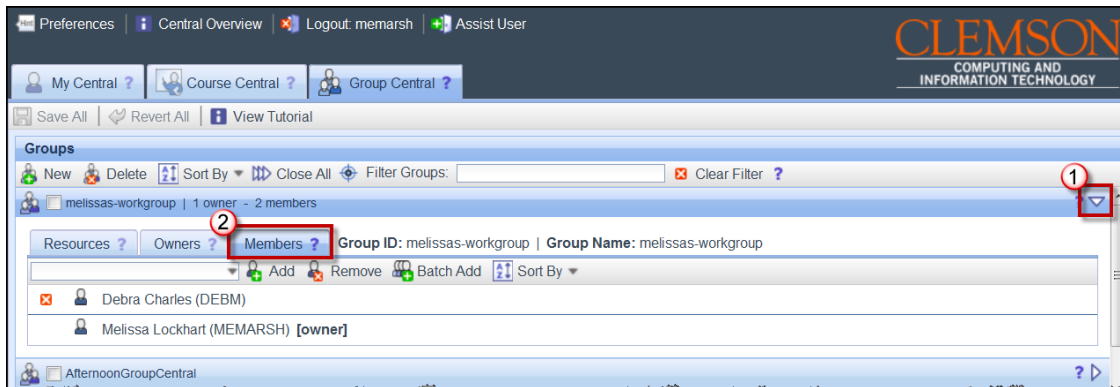 Preferences | Central Overview | Logout: memarsh | Assist User
CLEMSON
COMPUTING AND
INFORMATION TECHNOLOGY
My Central ? Course Central ? Group Central ?
Save All | Revert All | View Tutorial
Groups
New Delete Sort By Close All Filter Groups: Clear Filter ?
1
melissas-workgroup | 1 owner - 2 members ?
2
Resources ? Owners ? Members ? Group ID: melissas-workgroup | Group Name: melissas-workgroup
Add Remove Batch Add Sort By
Debra Charles (DEBM)
Melissa Lockhart (MEMARSH) [owner]
AfternoonGroupCentral ?